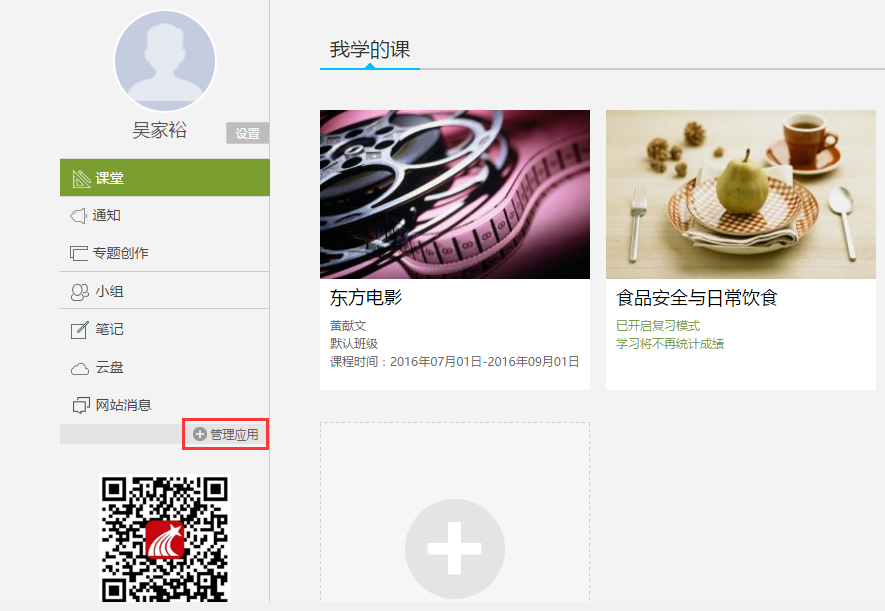 吴家裕
设置
课堂
通知
专题创作
小组
笔记
云盘
网站消息
管理应用
我学的课
东方电影
黄献文
默认班级
课程时间：2016年07月01日-2016年09月01日
食品安全与日常饮食
已开启复习模式
学习将不再统计成绩